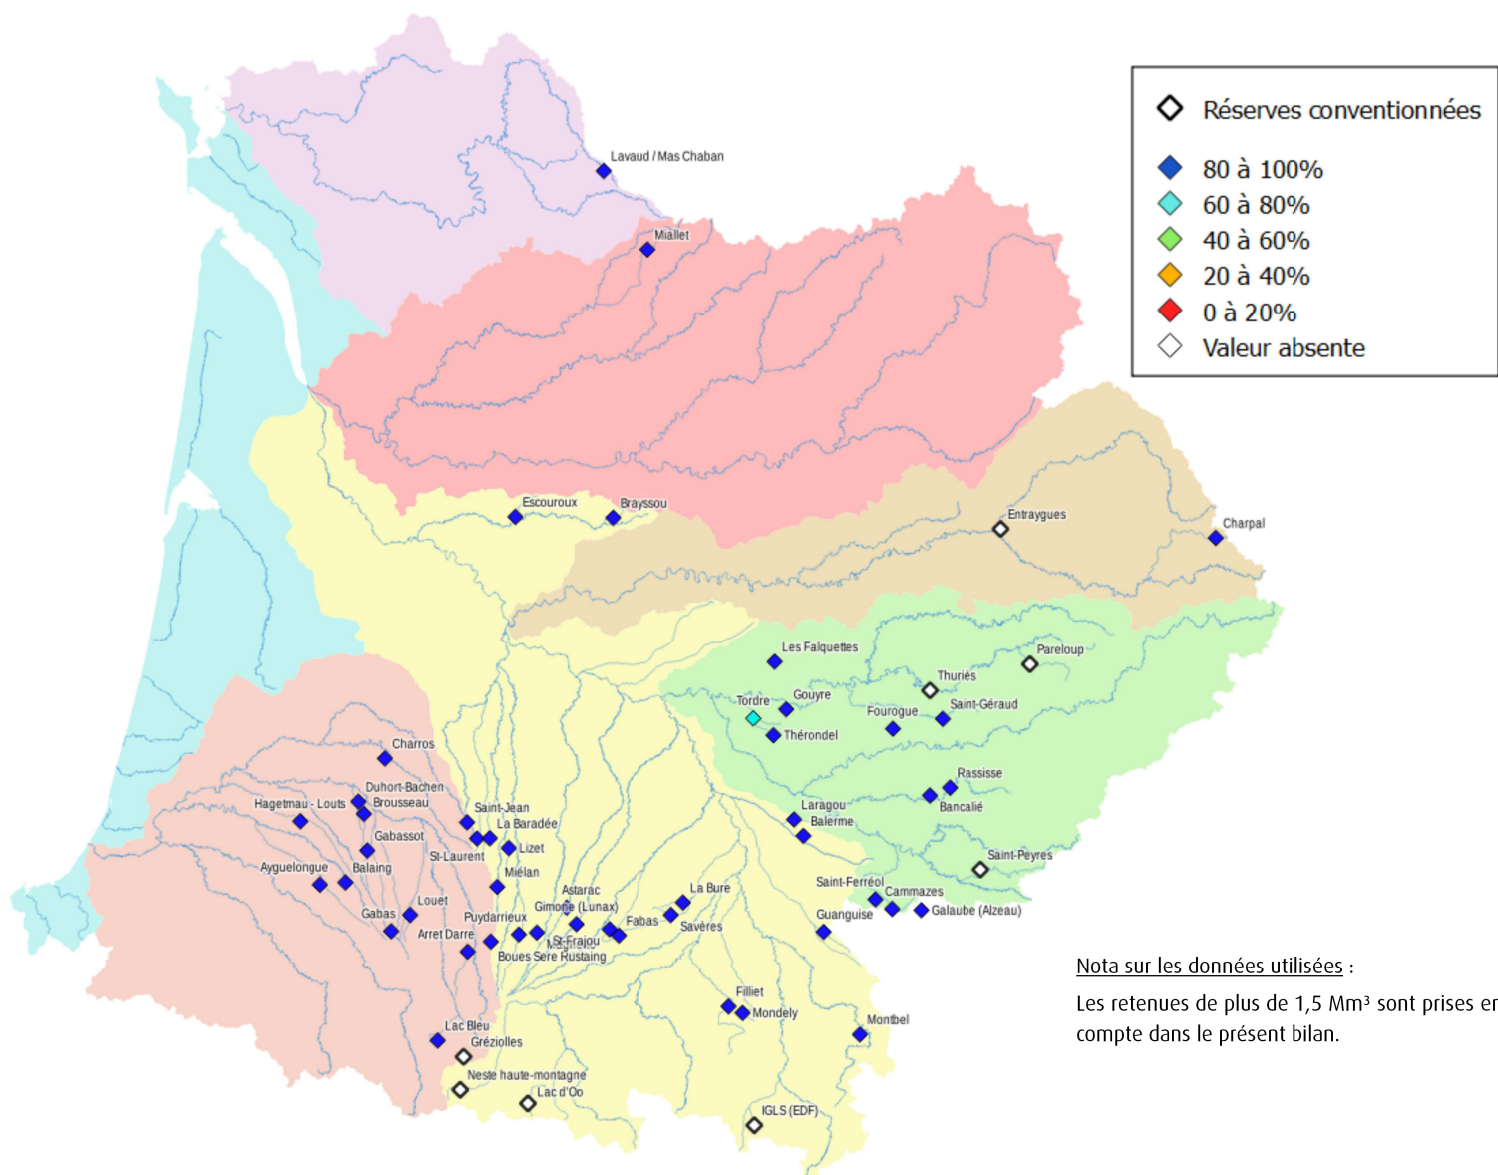 Réserves conventionnées
80 à 100%
60 à 80%
40 à 60%
20 à 40%
0 à 20%
Valeur absente
Lavaud / Mas Chaban
Miallet
Escouroux
Brayssou
Entraygues
Charpal
Les Falquettes
Pareloup
Thuriès
Tordre
Gouyre
Fourogue
Saint-Géraud
Thérondel
Charros
Rassisse
Duhort-Bachen
Hagetmau - Louts
Brousseau
Saint-Jean
Laragou
Bancalié
La Baradée
Balerme
Gabassot
St-Laurent
Lizet
Saint-Peyres
Ayguelongue
Balaing
Miélan
Saint-Ferréol
Astarac
La Bure
Cammazes
Louet
Gimone (Lunax)
Galaube (Alzeau)
Gabas
Puydarrieux
Fabas
Savères
Guanguise
Arret Darre
St-Frajou
Boues Sere Rustaing
Filliet
Mondely
Montbel
Lac Bleu
Gréziolles
Neste haute-montagne
Lac d'Oo
IGLS (EDF)
Nota sur les données utilisées :
Les retenues de plus de 1,5 Mm³ sont prises en
compte dans le présent bilan.